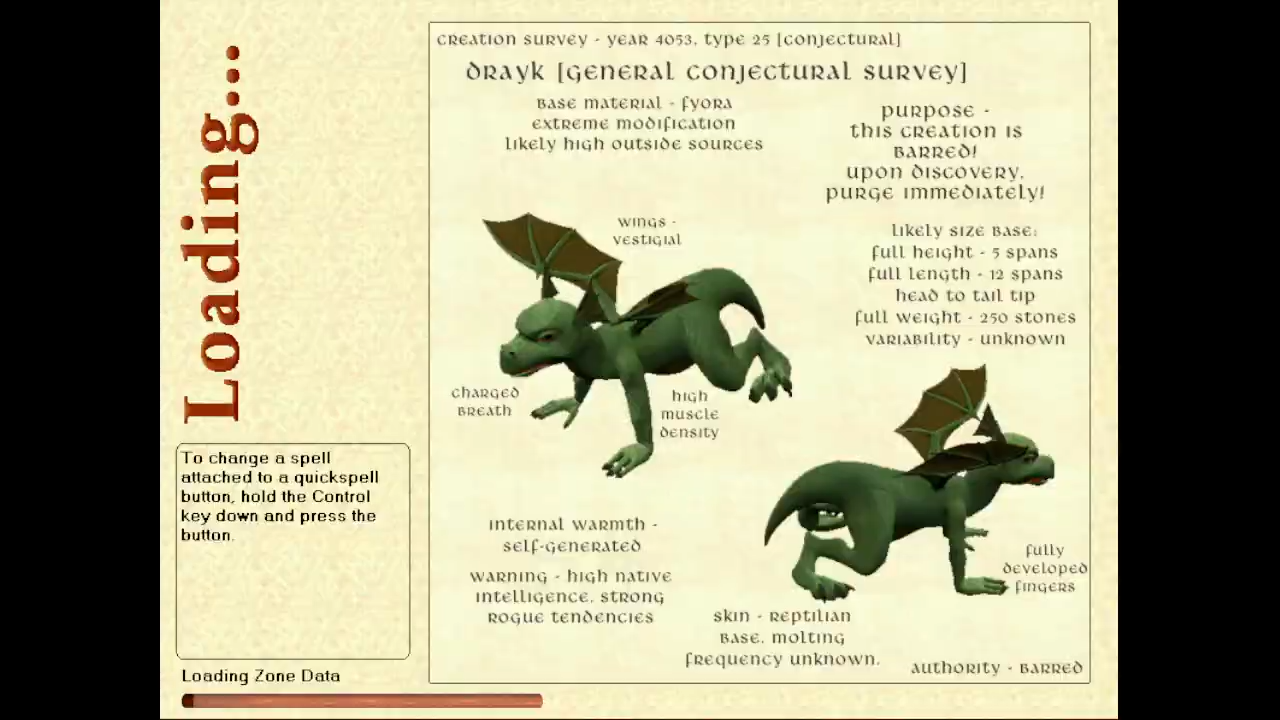 Loading...
To change a spell
attached to a quickspell
button, hold the Control
key down and press the
button.
Loading Zone Data
creation survey - year 4053, type 25 [conjectural]
drayk [general conjectural survey]
base material - fyora
extreme modification
likely high outside sources
purpose -
this creation is
barred!
upon discovery,
purge immediately!
wings -
vestigial
likely size base:
full height - 5 spans
full length - 12 spans
head to tail tip
full weight - 250 stones
variability - unknown
charged
breath
high
muscle
density
internal warmth -
self-generated
warning - high native
intelligence, strong
rogue tendencies
fully
developed
fingers
skin - reptilian
base, molting
frequency unknown.
authority - barred